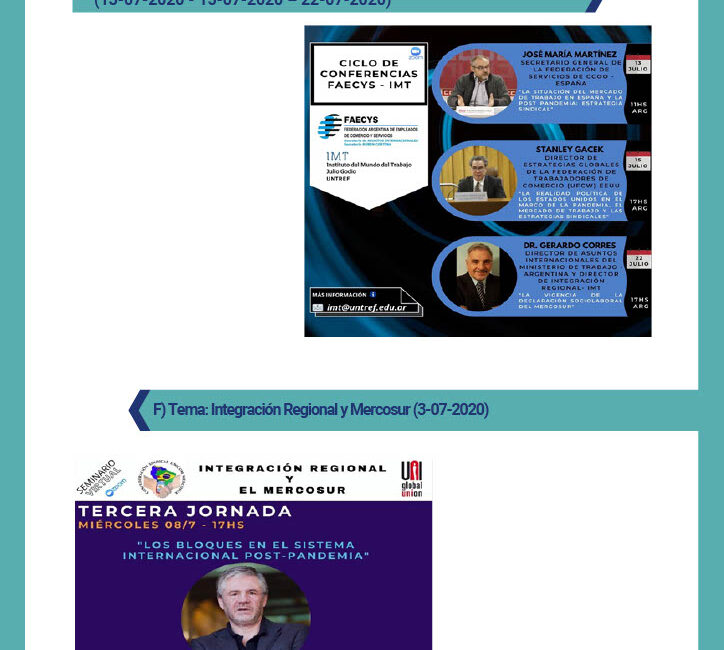 (13-07-2020 - 15-07-2020 – 22-07-2020)
CICLO DE
CONFERENCIAS
FAECYS - IMT
zoom
FAECYS
FEDERACION ARGENTINA DE EMPLEADOS
DE COMERCIO Y SERVICIOS
IMT
Instituto del Mundo del Trabajo
Julio Godio
UNTREF
MÁS INFORMACIÓN
imt@untref.edu.ar
JOSÉ MARÍA MARTÍNEZ
SECRETARIO GENERAL DE
LA FEDERACIÓN DE
SERVICIOS DE CCOO -
ESPAÑA
"LA SITUACIÓN DEL MERCADO
DE TRABAJO EN ESPAÑA Y LA
POST PANDEMIA: ESTRATEGIA
SINDICAL"
13
JULIO
11HS
ARG
STANLEY GACEK
DIRECTOR DE
ESTRATEGIAS GLOBALES
DE LA FEDERACIÓN DE
TRABAJADORES DE
COMERCIO (UFCW) EEUU
"LA REALIDAD POLÍTICA DE
LOS ESTADOS UNIDOS EN EL
MARCO DE LA PANDEMIA, EL
MERCADO DE TRABAJO Y LAS
ESTRATEGIAS SINDICALES"
15
JULIO
17HS
ARG
DR. GERARDO CORRES
DIRECTOR DE ASUNTOS
INTERNACIONALES DEL
MINISTERIO DE TRABAJO -
ARGENTINA Y DIRECTOR
DE INTEGRACIÓN
REGIONAL- IMT
"LA VIGENCIA DE LA
DECLARACIÓN SOCIOLABORAL
DEL MERCOSUR"
22
JULIO
17HS
ARG
F) Tema: Integración Regional y Mercosur (3-07-2020)
SEMINARIO
VIRTUAL
zoom
INTEGRACIÓN REGIONAL
Y
EL MERCOSUR
UNI
global
union
TERCERA JORNADA
MIÉRCOLES 08/7 - 17HS
"LOS BLOQUES EN EL SISTEMA
INTERNACIONAL POST-PANDEMIA"